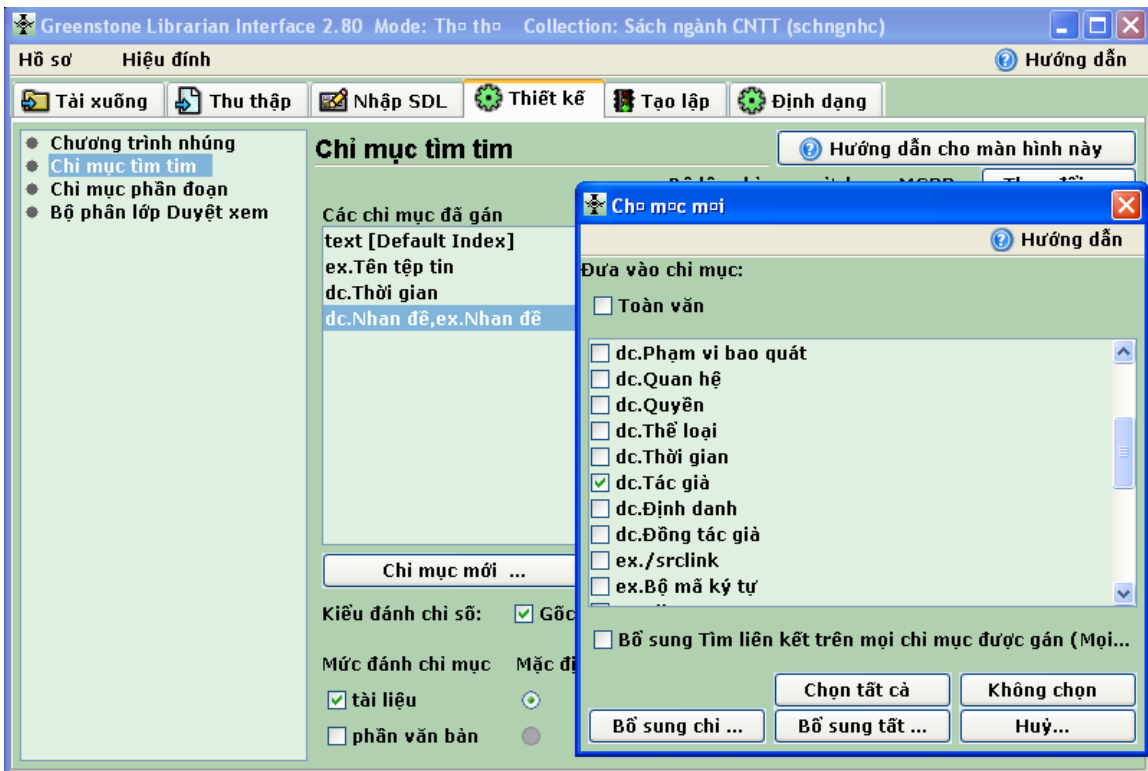 Greenstone Librarian Interface 2.80 Mode: Th¤ th¤ Collection: Sách ngành CNTT (schngnhc)
Hồ sơ Hiệu đính Hướng dẫn
Tải xuống Thu thập Nhập SDL Thiết kế Tạo lập Định dạng
Chương trình nhúng
Chỉ mục tìm tim
Chỉ mục phần đoạn
Bộ phân lớp Duyệt xem
Chỉ mục tìm tim
Hướng dẫn cho màn hình này
Các chỉ mục đã gán
text [Default Index]
ex.Tên tệp tin
dc.Thời gian
dc.Nhan đề,ex.Nhan đề
Chỉ mục mới ...
Kiểu đánh chỉ số: Gốc
Mức đánh chỉ mục Mặc đị
tài liệu
phần văn bản
Ch¤ m¤c m¤i
Hướng dẫn
Đưa vào chỉ mục:
Toàn văn
dc.Phạm vi bao quát
dc.Quan hệ
dc.Quyền
dc.Thể loại
dc.Thời gian
dc.Tác giả
dc.Định danh
dc.Đồng tác giả
ex./srclink
ex.Bộ mã ký tự
Bổ sung Tìm liên kết trên mọi chỉ mục được gán (Mọi...
Chọn tất cả Không chọn
Bổ sung chỉ ... Bổ sung tất ... Huỷ...